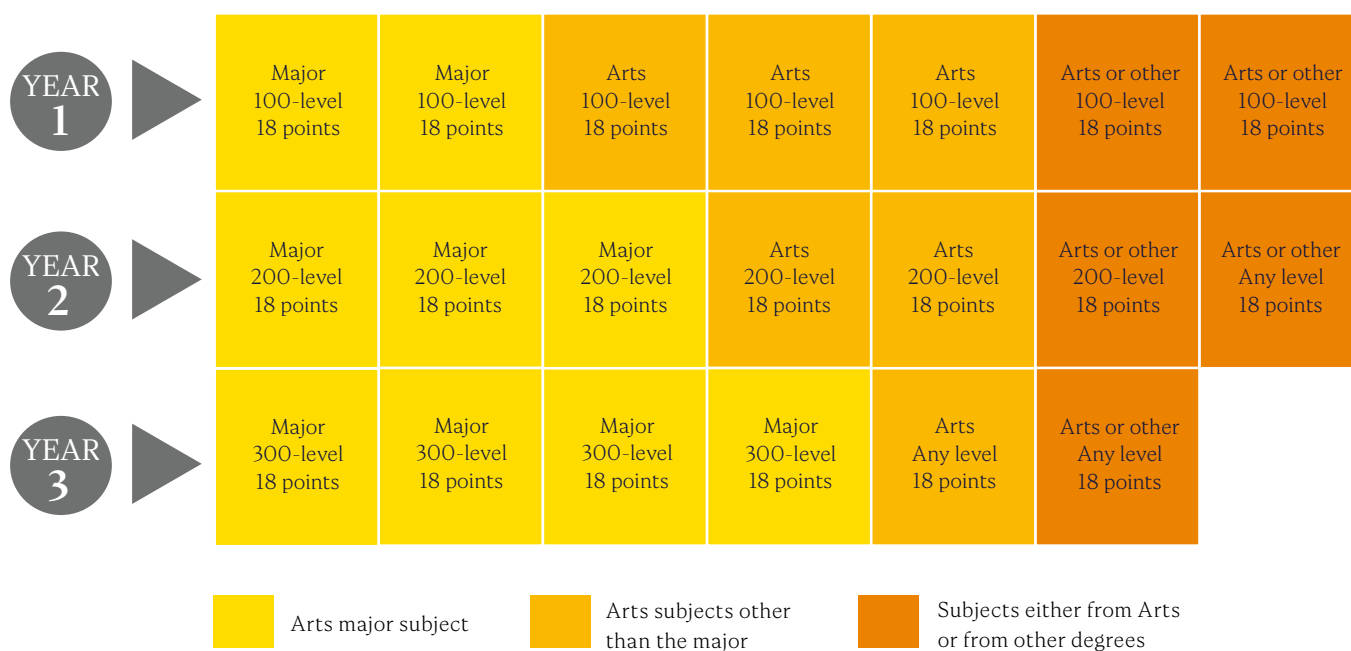 YEAR
1
Major
100-level
18 points
Major
100-level
18 points
Arts
100-level
18 points
Arts
100-level
18 points
Arts
100-level
18 points
Arts or other
100-level
18 points
Arts or other
100-level
18 points
YEAR
2
Major
200-level
18 points
Major
200-level
18 points
Major
200-level
18 points
Arts
200-level
18 points
Arts
200-level
18 points
Arts or other
200-level
18 points
Arts or other
Any level
18 points
YEAR
3
Major
300-level
18 points
Major
300-level
18 points
Major
300-level
18 points
Major
300-level
18 points
Arts
Any level
18 points
Arts or other
Any level
18 points
Arts major subject
Arts subjects other
than the major
Subjects either from Arts
or from other degrees